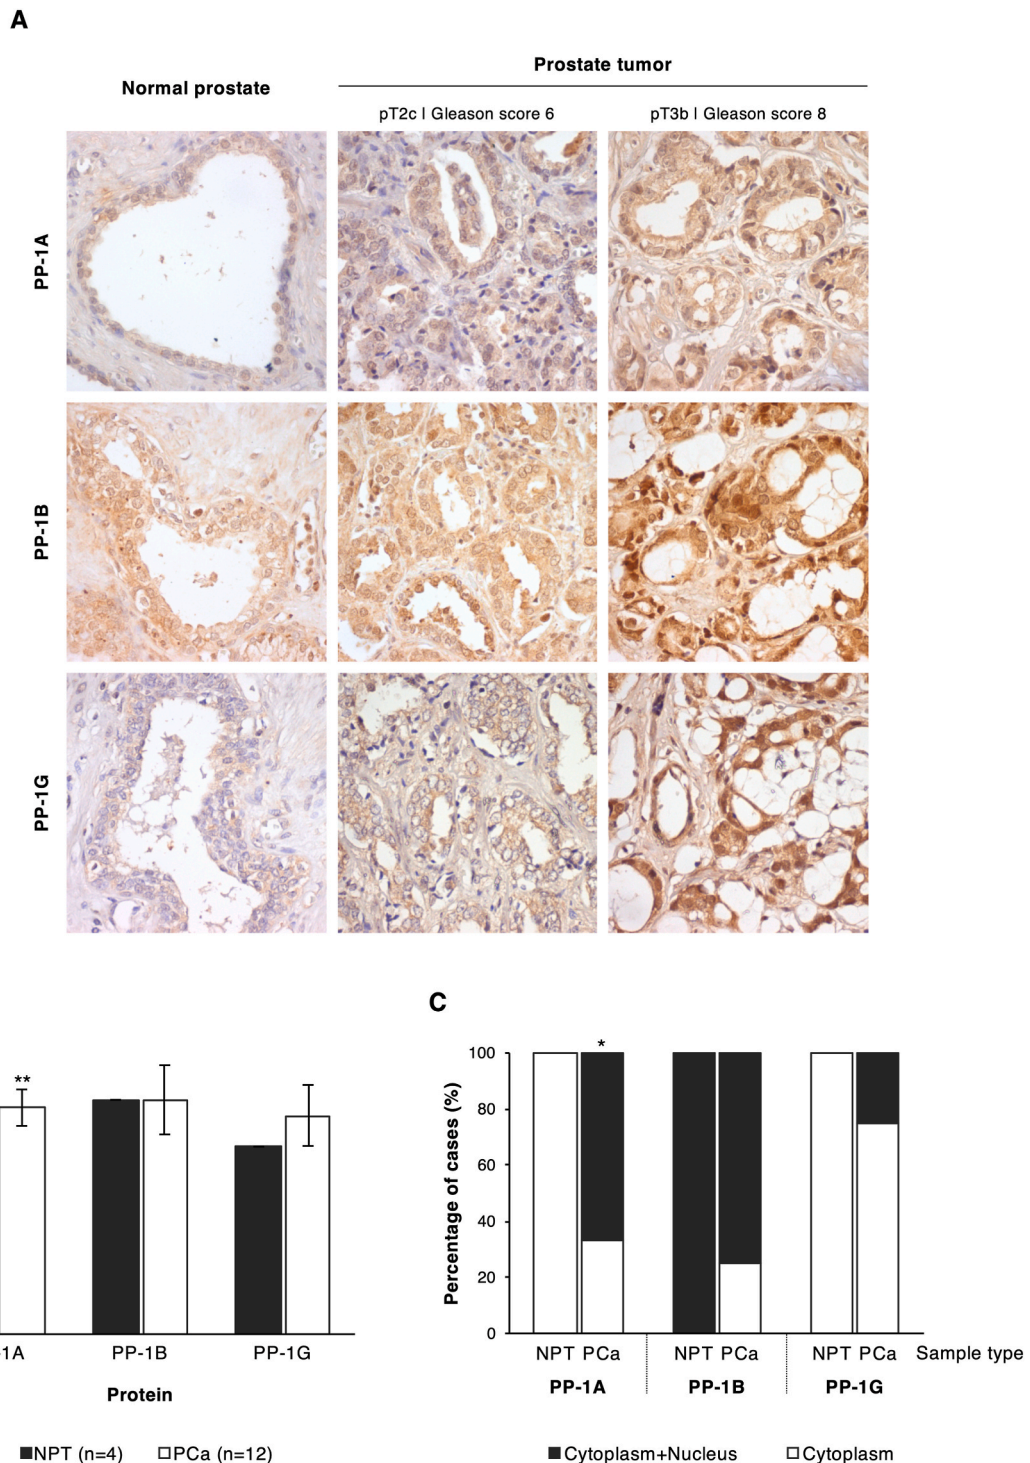 A
Prostate tumor
Normal prostate
pT2c | Gleason score 6
pT3b | Gleason score 8
PP-1A
PP-1B
PP-1G
**
1A
PP-1B
PP-1G
Protein
NPT (n=4)
PCa (n=12)
C
Percentage of cases (%)
100
80
60
40
20
0
*
NPT PCa
NPT PCa
NPT PCa
Sample type
PP-1A
PP-1B
PP-1G
Cytoplasm+Nucleus
Cytoplasm